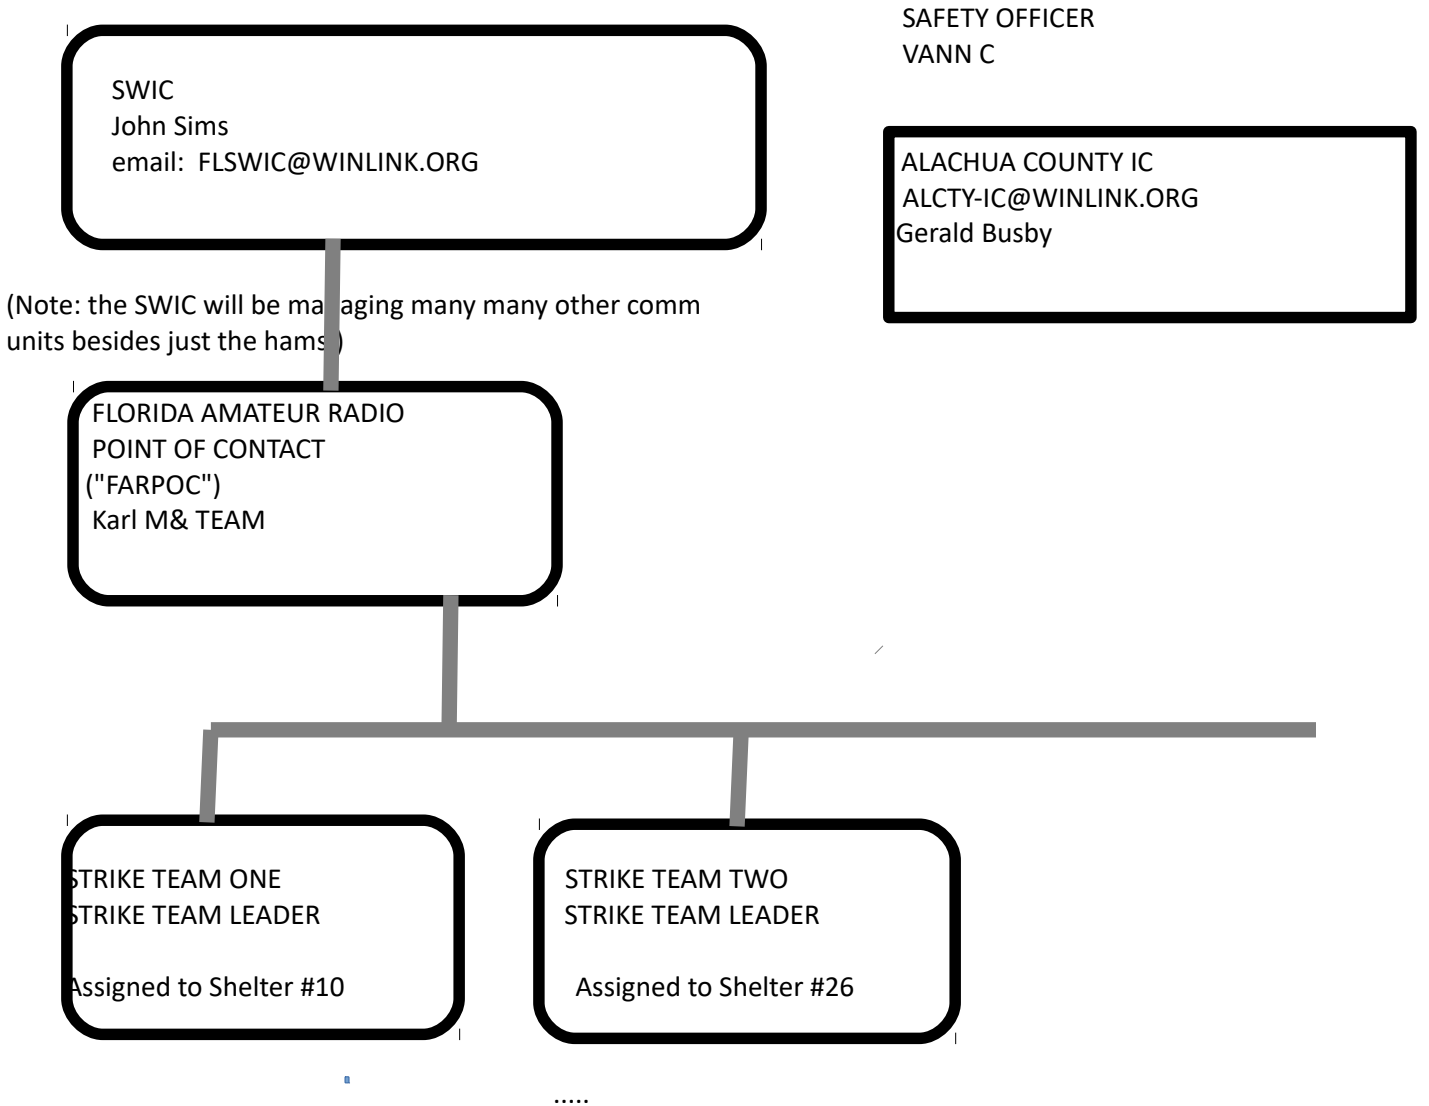 SAFETY OFFICER
VANN C
SWIC
John Sims
email: FLSWIC@WINLINK.ORG
ALACHUA COUNTY IC
ALCTY-IC@WINLINK.ORG
Gerald Busby
(Note: the SWIC will be managing many many other comm
units besides just the hams )
FLORIDA AMATEUR RADIO
POINT OF CONTACT
("FARPOC")
Karl M& TEAM
STRIKE TEAM ONE
STRIKE TEAM LEADER
Assigned to Shelter #10
STRIKE TEAM TWO
STRIKE TEAM LEADER
Assigned to Shelter #26
.....